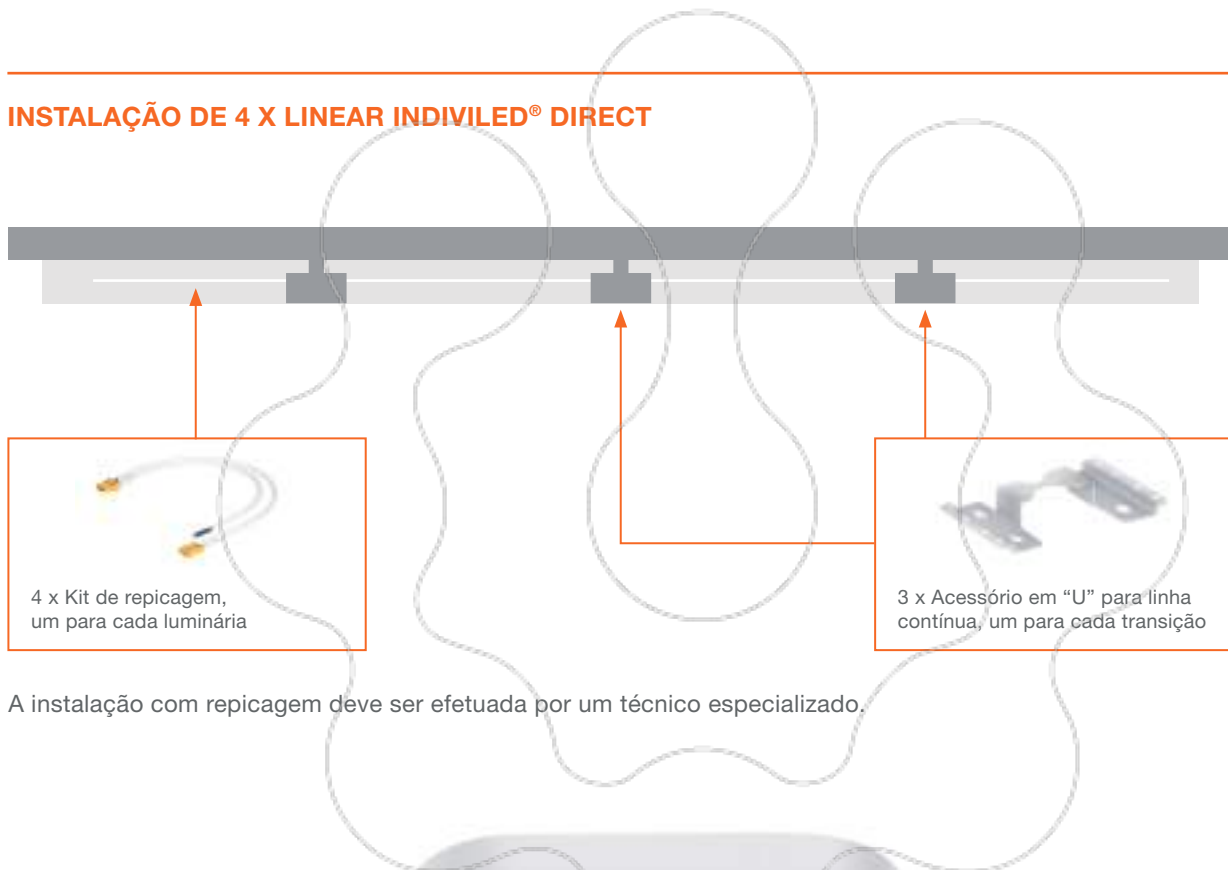 INSTALAÇÃO DE 4 X LINEAR INDIVILED® DIRECT
4 x Kit de repicagem,
um para cada luminária
3 x Acessório em “U” para linha
contínua, um para cada transição
A instalação com repicagem deve ser efetuada por um técnico especializado.